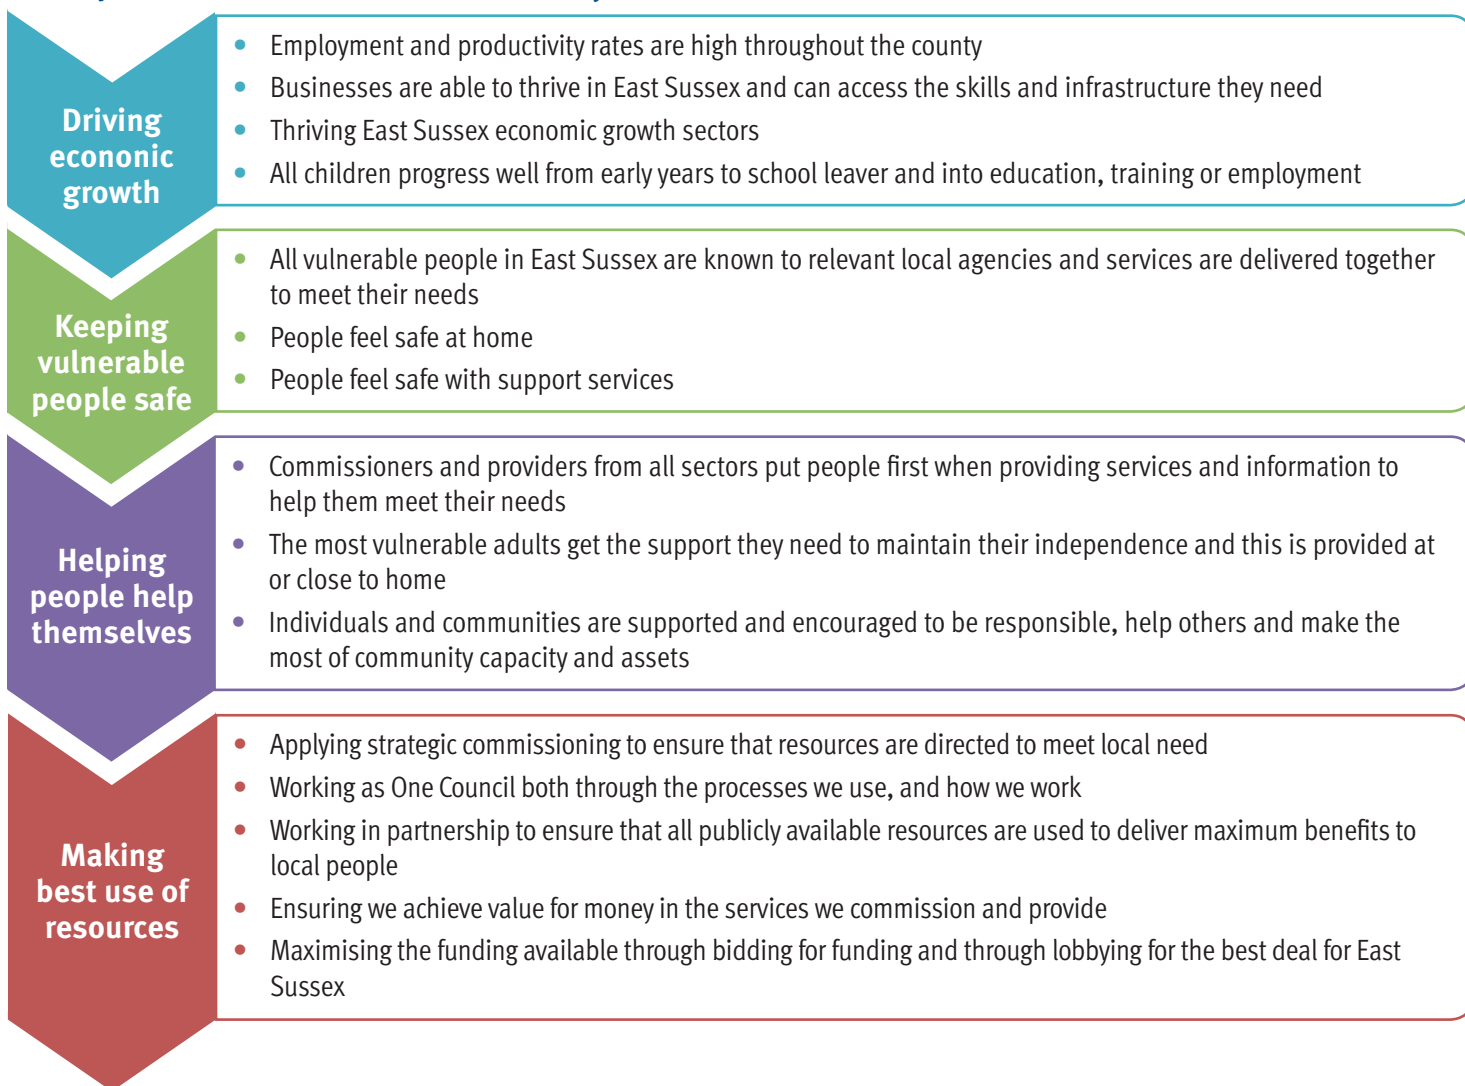 Driving
econonic
growth
• Employment and productivity rates are high throughout the county
• Businesses are able to thrive in East Sussex and can access the skills and infrastructure they need
• Thriving East Sussex economic growth sectors
• All children progress well from early years to school leaver and into education, training or employment
Keeping
vulnerable
people safe
• All vulnerable people in East Sussex are known to relevant local agencies and services are delivered together
to meet their needs
• People feel safe at home
• People feel safe with support services
Helping
people help
themselves
• Commissioners and providers from all sectors put people first when providing services and information to
help them meet their needs
• The most vulnerable adults get the support they need to maintain their independence and this is provided at
or close to home
• Individuals and communities are supported and encouraged to be responsible, help others and make the
most of community capacity and assets
Making
best use of
resources
• Applying strategic commissioning to ensure that resources are directed to meet local need
• Working as One Council both through the processes we use, and how we work
• Working in partnership to ensure that all publicly available resources are used to deliver maximum benefits to
local people
• Ensuring we achieve value for money in the services we commission and provide
• Maximising the funding available through bidding for funding and through lobbying for the best deal for East
Sussex